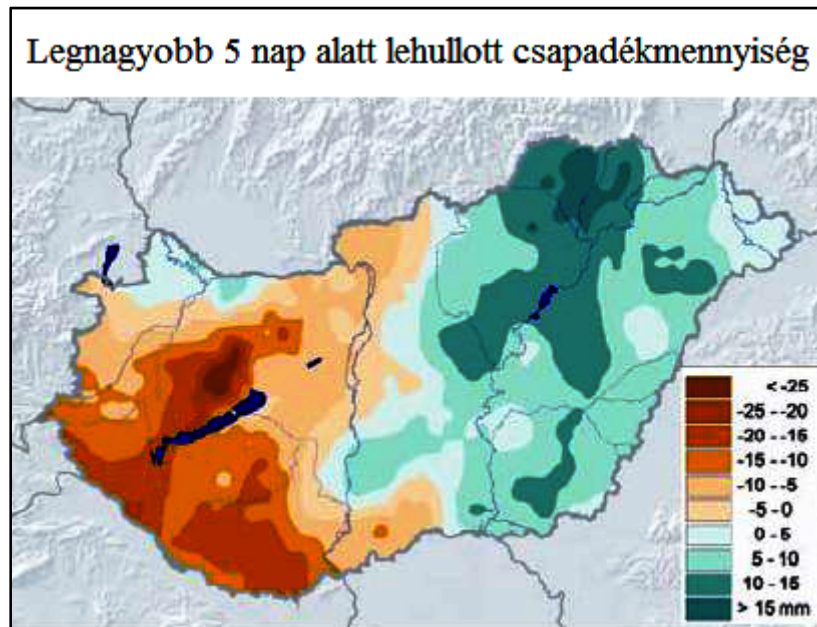 Legnagyobb 5 nap alatt lehullott csapadékmennyiség
< -25
-25 - -20
-20 - -15
-15 - -10
-10 - -5
-5 - 0
0 - 5
5 - 10
10 - 15
> 15 mm